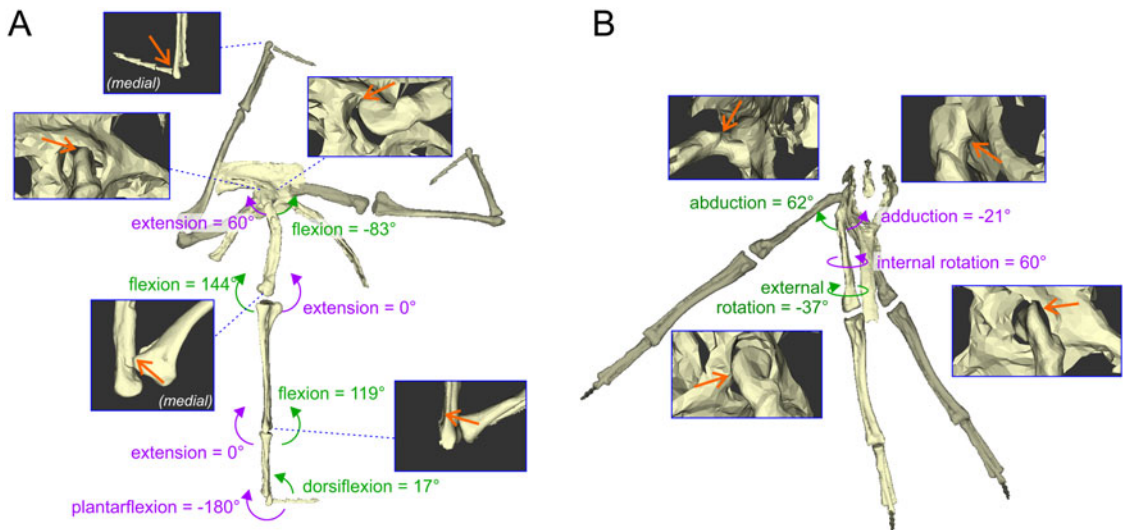 A
(medial)
extension = 60°
flexion = -83°
flexion = 144°
extension = 0°
(medial)
flexion = 119°
extension = 0°
dorsiflexion = 17°
plantarflexion = -180°
B
abduction = 62°
adduction = -21°
internal rotation = 60°
external
rotation = -37°